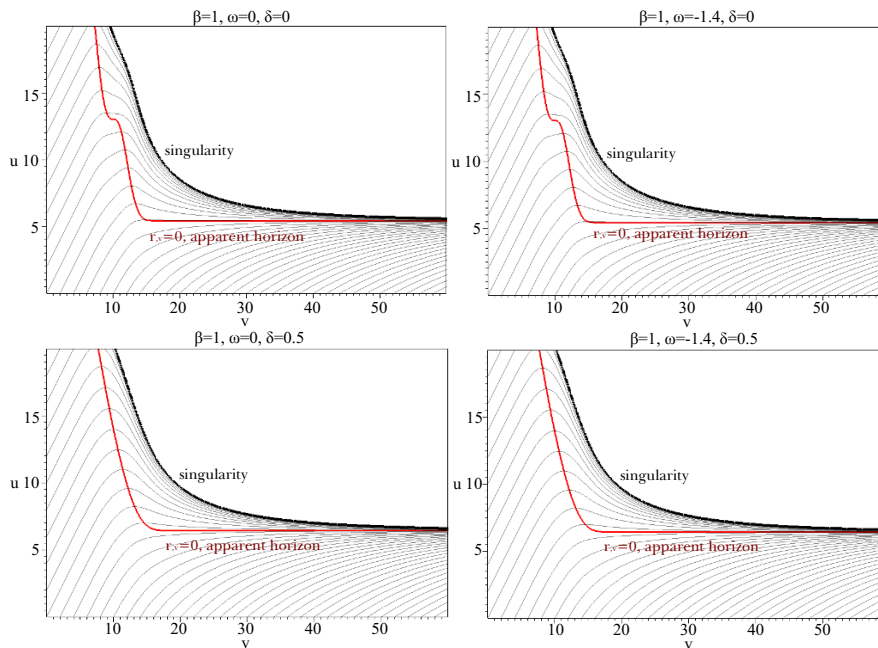 β=1, ω=0, δ=0
15
u 10
5
singularity
r,ᵥ=0, apparent horizon
10 20 30 40 50
v
β=1, ω=-1.4, δ=0
15
u 10
5
singularity
r,ᵥ=0, apparent horizon
10 20 30 40 50
v
β=1, ω=0, δ=0.5
15
u 10
5
singularity
r,ᵥ=0, apparent horizon
10 20 30 40 50
v
β=1, ω=-1.4, δ=0.5
15
u 10
5
singularity
r,ᵥ=0, apparent horizon
10 20 30 40 50
v